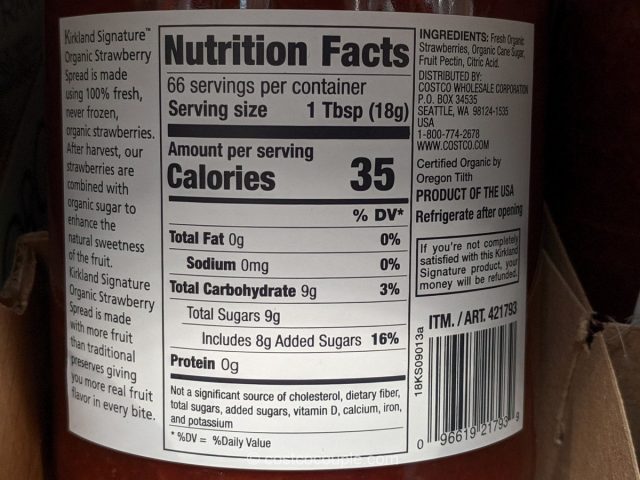 Kirkland Signature™
Organic Strawberry
Spread is made
using 100% fresh,
never frozen,
organic strawberries.
After harvest, our
strawberries are
combined with
organic sugar to
enhance the
natural sweetness
of the fruit.
Kirkland Signature
Organic Strawberry
Spread is made
with more fruit
than traditional
preserves giving
you more real fruit
flavor in every bite.
Nutrition Facts
66 servings per container
Serving size 1 Tbsp (18g)
Amount per serving
Calories 35
% DV*
Total Fat 0g 0%
Sodium 0mg 0%
Total Carbohydrate 9g 3%
Total Sugars 9g
Includes 8g Added Sugars 16%
Protein 0g
Not a significant source of cholesterol, dietary fiber,
total sugars, added sugars, vitamin D, calcium, iron,
and potassium
* %DV = %Daily Value
INGREDIENTS: Fresh Organic
Strawberries, Organic Cane Sugar,
Fruit Pectin, Citric Acid.
DISTRIBUTED BY:
COSTCO WHOLESALE CORPORATION
P.O. BOX 34535
SEATTLE, WA 98124-1535
USA
1-800-774-2678
WWW.COSTCO.COM
Certified Organic by
Oregon Tilth
PRODUCT OF THE USA
Refrigerate after opening
If you're not completely
satisfied with this Kirkland
Signature product, your
money will be refunded.
ITM. / ART. 421793
18KS09013a
0 96619 21793 9
© costcocouple.com